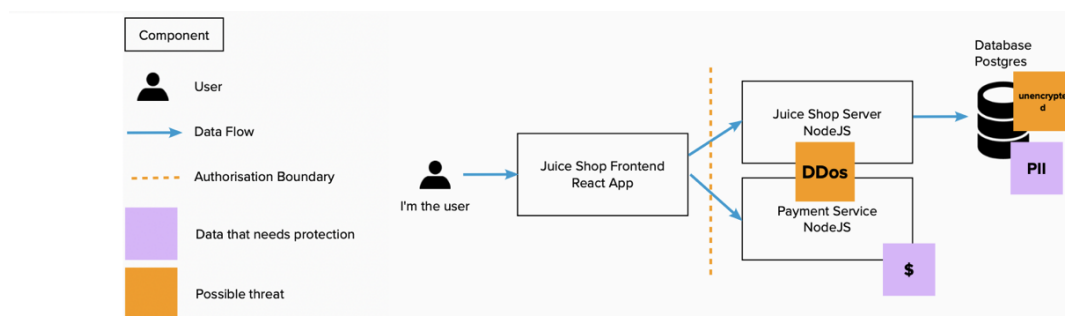 Component
User
Data Flow
Authorisation Boundary
Data that needs protection
Possible threat
I'm the user
Juice Shop Frontend
React App
Juice Shop Server
NodeJS
DDos
Payment Service
NodeJS
$
Database
Postgres
unencrypte
d
PII